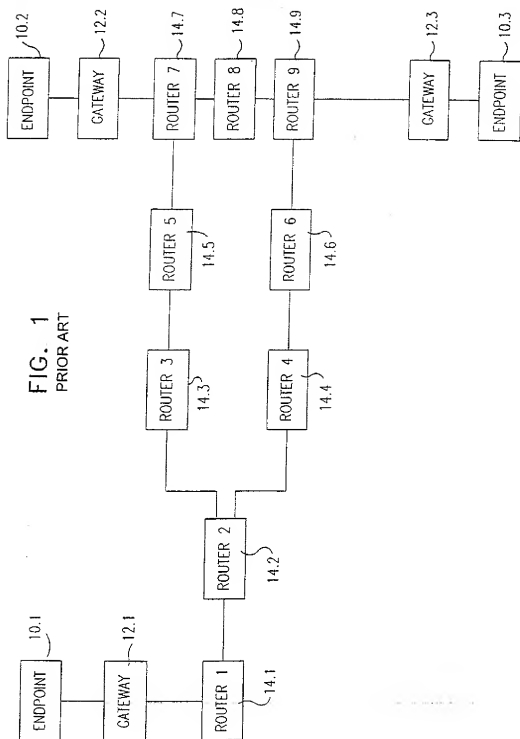 FIG. 1
PRIOR ART
10.1
ENDPOINT
12.1
GATEWAY
ROUTER 1
14.1
ROUTER 2
14.2
ROUTER 3
14.3
ROUTER 4
14.4
ROUTER 5
14.5
ROUTER 6
14.6
10.2
ENDPOINT
12.2
GATEWAY
14.7
ROUTER 7
14.8
ROUTER 8
14.9
ROUTER 9
12.3
GATEWAY
10.3
ENDPOINT